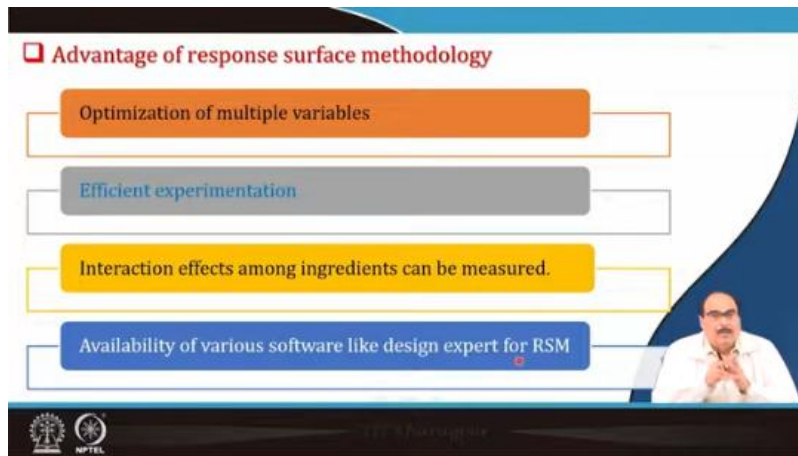 Advantage of response surface methodology
Optimization of multiple variables
Efficient experimentation
Interaction effects among ingredients can be measured.
Availability of various software like design expert for RSM
NPTEL